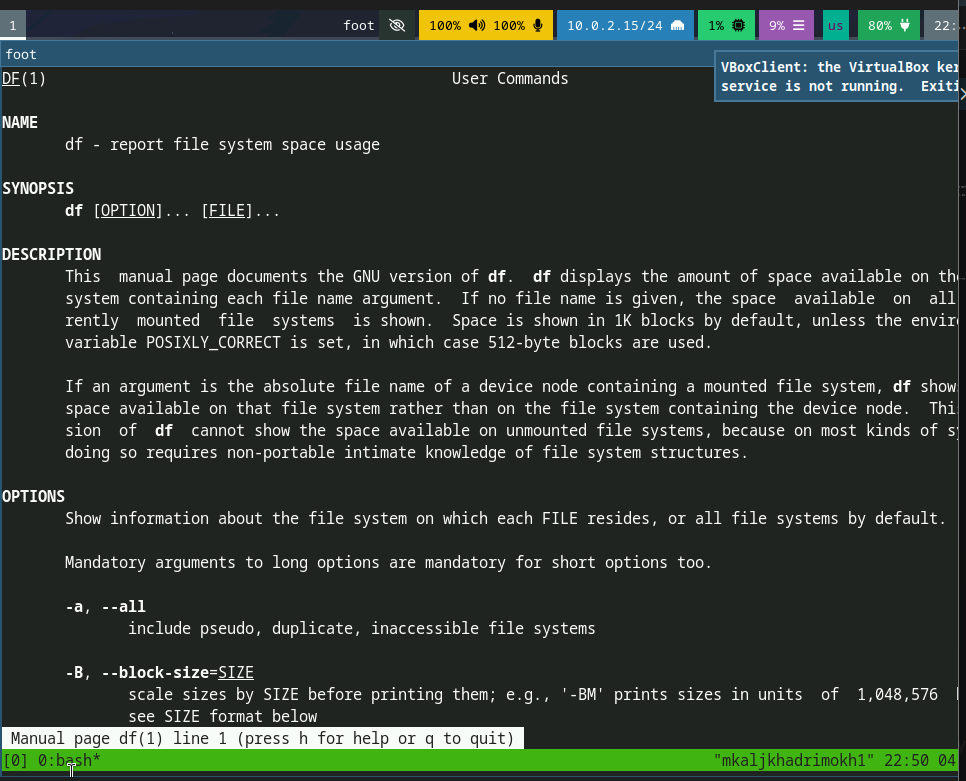 1 foot 100% 100% 10.0.2.15/24 1% 9% us 80% 22:
foot
VBoxClient: the VirtualBox
service is not running.
DF(1) User Commands
NAME
df - report file system space usage
SYNOPSIS
df [OPTION]... [FILE]...
DESCRIPTION
This manual page documents the GNU version of df. df displays the amount of space available on
system containing each file name argument. If no file name is given, the space available on all
rently mounted file systems is shown. Space is shown in 1K blocks by default, unless the
variable POSIXLY_CORRECT is set, in which case 512-byte blocks are used.
If an argument is the absolute file name of a device node containing a mounted file system, df
space available on that file system rather than on the file system containing the device node.
sion of df cannot show the space available on unmounted file systems, because on most kinds of
doing so requires non-portable intimate knowledge of file system structures.
OPTIONS
Show information about the file system on which each FILE resides, or all file systems by default.
Mandatory arguments to long options are mandatory for short options too.
-a, --all
include pseudo, duplicate, inaccessible file systems
-B, --block-size=SIZE
scale sizes by SIZE before printing them; e.g., '-BM' prints sizes in units of 1,048,576
see SIZE format below
Manual page df(1) line 1 (press h for help or q to quit)
[0] 0:bash* "mkaljkhadrimokh1" 22:50 04